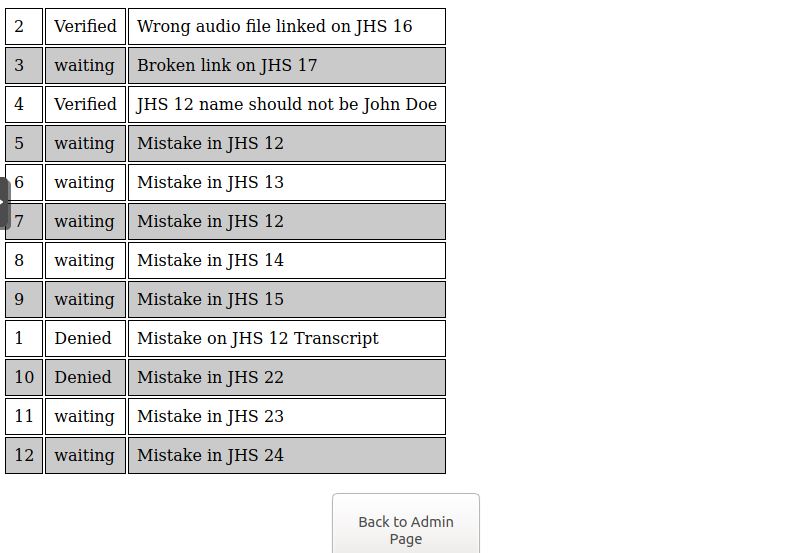 2 Verified Wrong audio file linked on JHS 16
3 waiting Broken link on JHS 17
4 Verified JHS 12 name should not be John Doe
5 waiting Mistake in JHS 12
6 waiting Mistake in JHS 13
7 waiting Mistake in JHS 12
8 waiting Mistake in JHS 14
9 waiting Mistake in JHS 15
1 Denied Mistake on JHS 12 Transcript
10 Denied Mistake in JHS 22
11 waiting Mistake in JHS 23
12 waiting Mistake in JHS 24
Back to Admin
Page